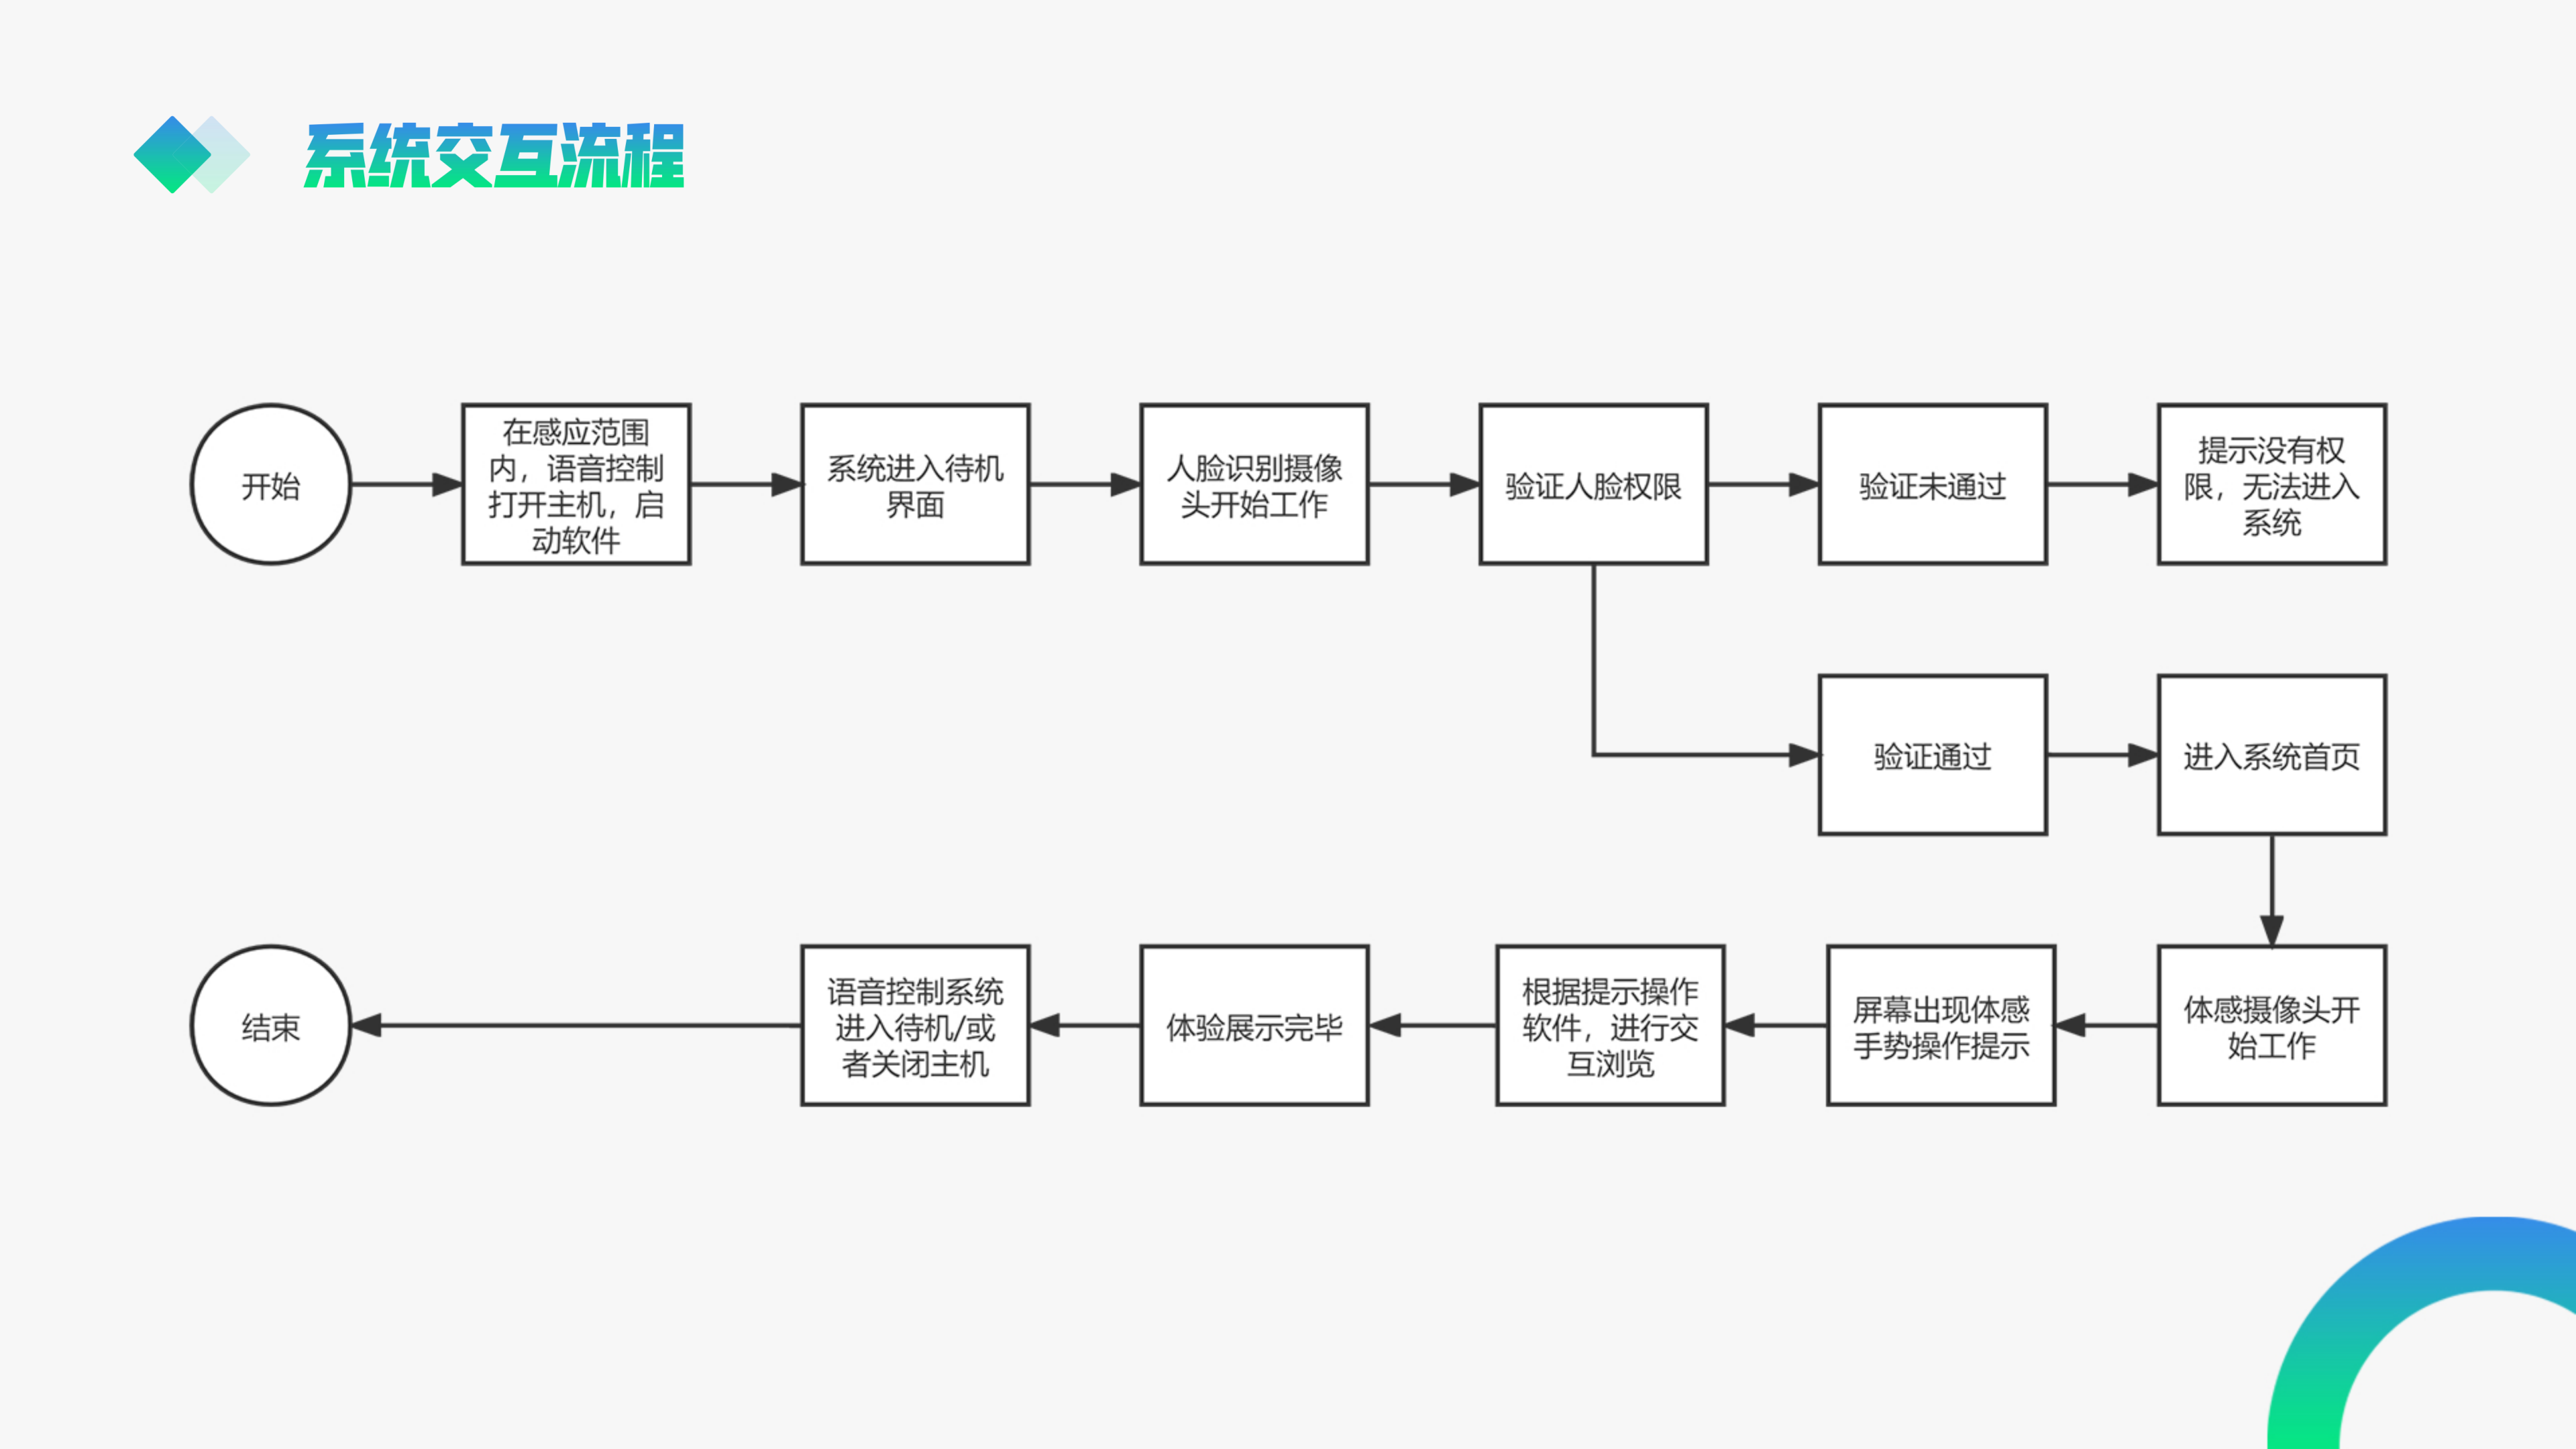 系统交互流程
开始
在感应范围
内，语音控制
打开主机，启
动软件
系统进入待机
界面
人脸识别摄像
头开始工作
验证人脸权限
验证未通过
提示没有权
限，无法进入
系统
验证通过
进入系统首页
结束
语音控制系统
进入待机/或
者关闭主机
体验展示完毕
根据提示操作
软件，进行交
互浏览
屏幕出现体感
手势操作提示
体感摄像头开
始工作